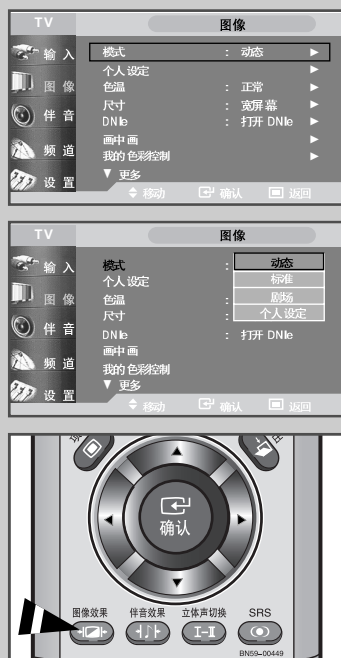 TV 图像
输入 模式 : 动态 ►
个人设定 ►
图像 色温 : 正常 ►
尺寸 : 宽屏幕 ►
伴音 DNIe : 打开 DNIe ►
画中画 ►
频道 我的色彩控制 ►
▼ 更多
设置 移动 确认 返回
TV 图像
输入 模式 : 动态
个人设定 标准
图像 色温 : 剧场
尺寸 : 个人设定
伴音 DNIe : 打开 DNIe
画中画
频道 我的色彩控制
▼ 更多
设置 移动 确认 返回
确认
图像效果 伴音效果 立体声切换 SRS
I-II
BN59-00449